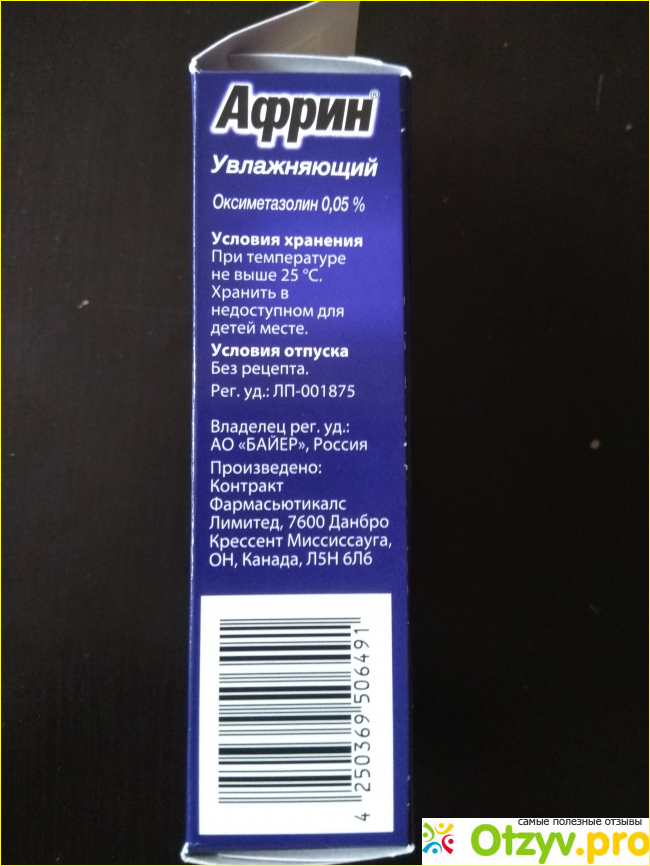 Африн®
Увлажняющий
Оксиметазолин 0,05 %
Условия хранения
При температуре
не выше 25 °C.
Хранить в
недоступном для
детей месте.
Условия отпуска
Без рецепта.
Рег. уд.: ЛП-001875
Владелец рег. уд.:
АО «БАЙЕР», Россия
Произведено:
Контракт
Фармасьютикалс
Лимитед, 7600 Данбро
Крессент Миссиссауга,
ОН, Канада, Л5Н 6Л6
4 250369 506491
самые полезные отзывы
Otzyv.pro